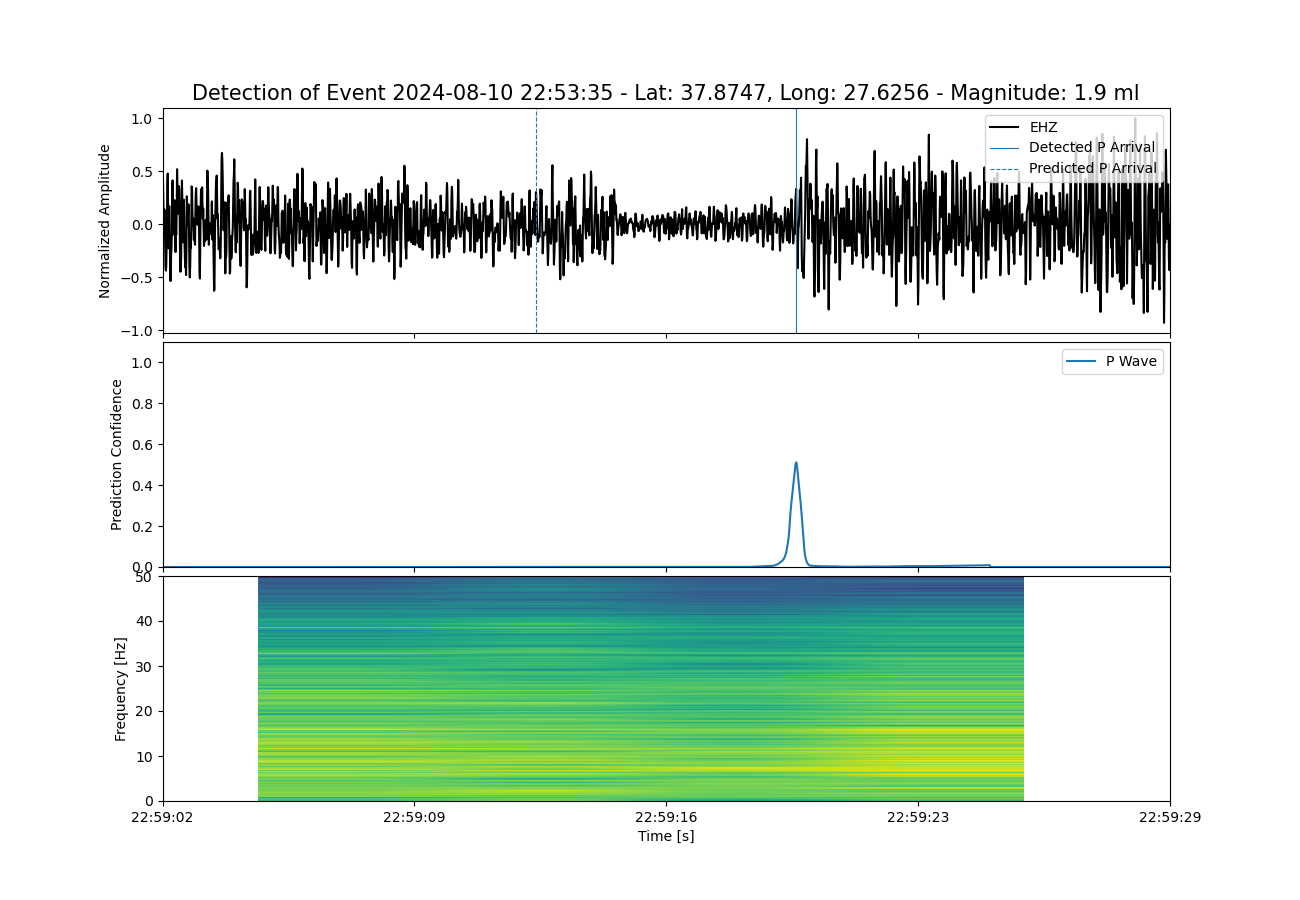 Detection of Event 2024-08-10 22:53:35 - Lat: 37.8747, Long: 27.6256 - Magnitude: 1.9 ml
Normalized Amplitude
1.0
0.5
0.0
−0.5
−1.0
EHZ
Detected P Arrival
Predicted P Arrival
Prediction Confidence
1.0
0.8
0.6
0.4
0.2
0.0
P Wave
Frequency [Hz]
50
40
30
20
10
0
22:59:02
22:59:09
22:59:16
22:59:23
22:59:29
Time [s]